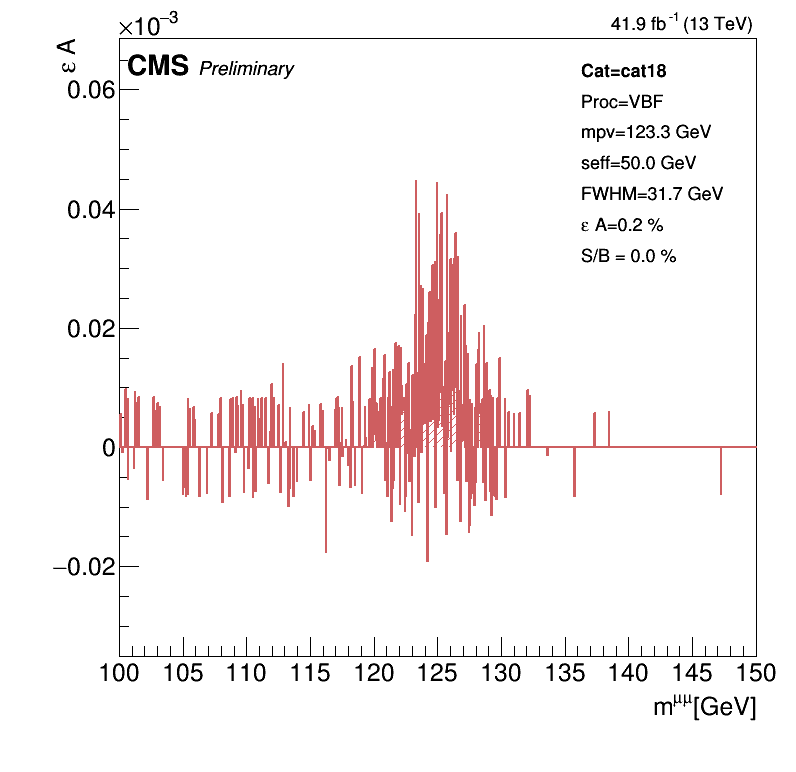 ×10⁻³
41.9 fb⁻¹ (13 TeV)
ε A
CMS Preliminary
Cat=cat18
Proc=VBF
mpv=123.3 GeV
seff=50.0 GeV
FWHM=31.7 GeV
ε A=0.2 %
S/B = 0.0 %
0.06
0.04
0.02
0
−0.02
100 105 110 115 120 125 130 135 140 145 150
m^μμ[GeV]